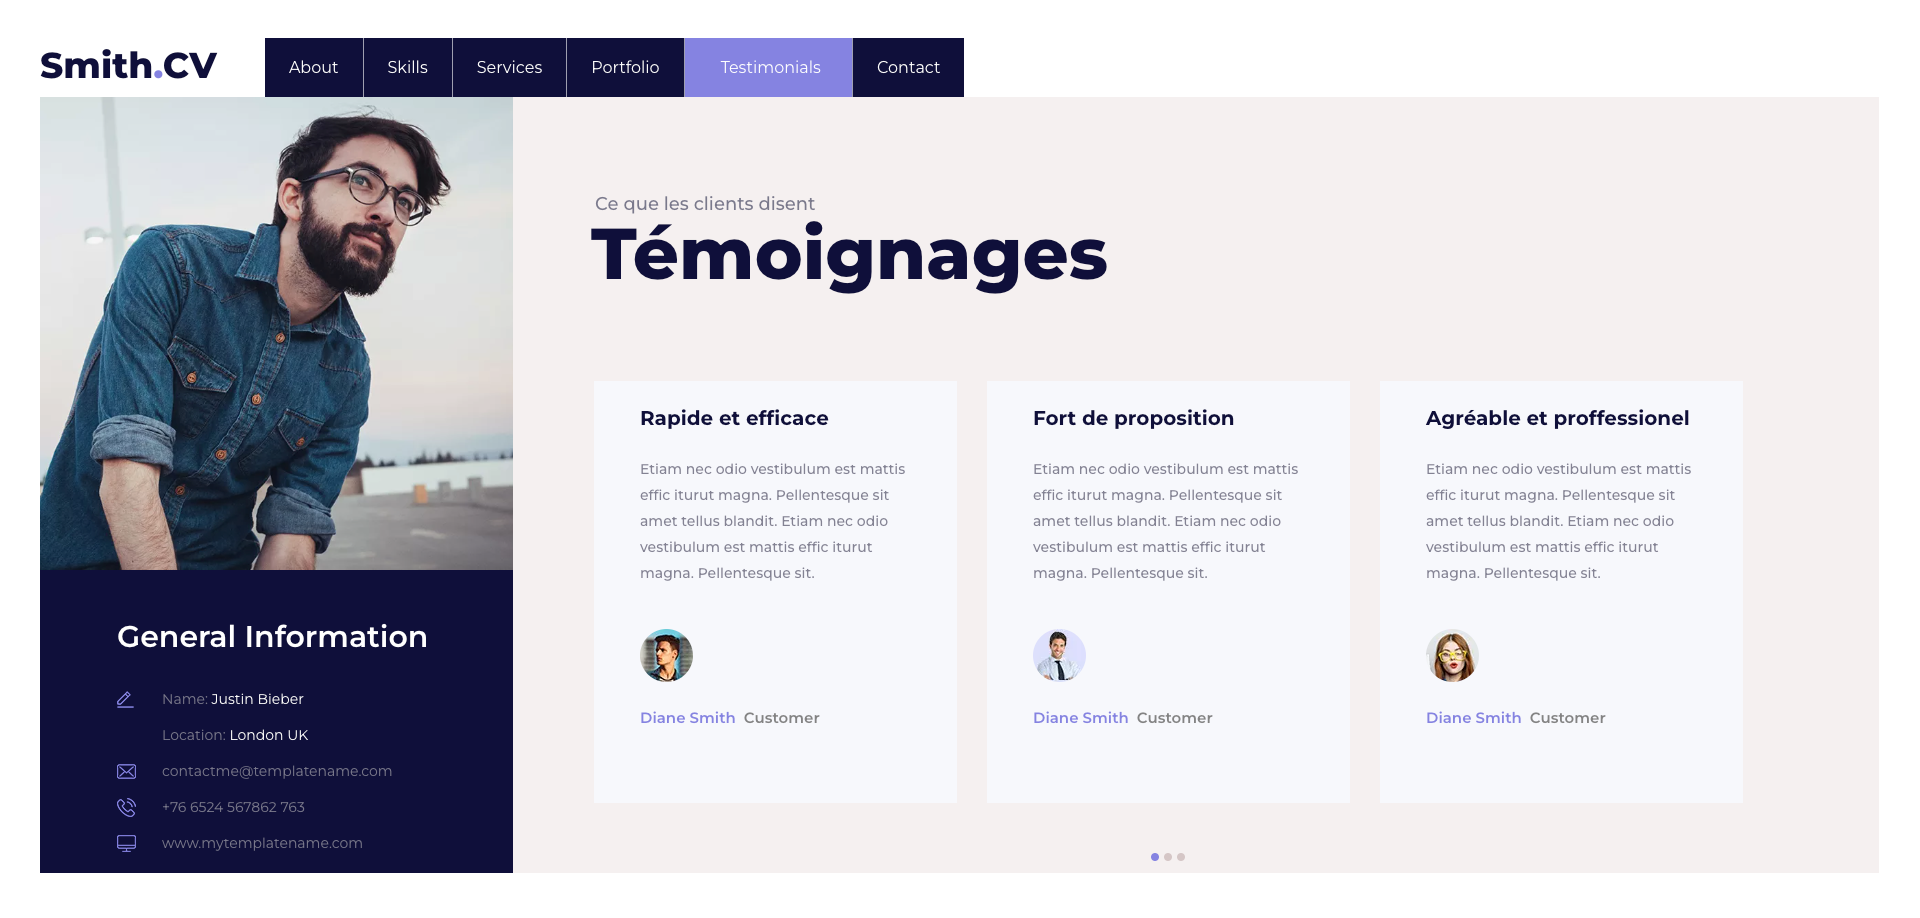 Smith.CV
About
Skills
Services
Portfolio
Testimonials
Contact
Ce que les clients disent
Témoignages
Rapide et efficace
Etiam nec odio vestibulum est mattis
effic iturut magna. Pellentesque sit
amet tellus blandit. Etiam nec odio
vestibulum est mattis effic iturut
magna. Pellentesque sit.
Diane Smith Customer
Fort de proposition
Etiam nec odio vestibulum est mattis
effic iturut magna. Pellentesque sit
amet tellus blandit. Etiam nec odio
vestibulum est mattis effic iturut
magna. Pellentesque sit.
Diane Smith Customer
Agréable et proffessionel
Etiam nec odio vestibulum est mattis
effic iturut magna. Pellentesque sit
amet tellus blandit. Etiam nec odio
vestibulum est mattis effic iturut
magna. Pellentesque sit.
Diane Smith Customer
General Information
Name: Justin Bieber
Location: London UK
contactme@templatename.com
+76 6524 567862 763
www.mytemplatename.com